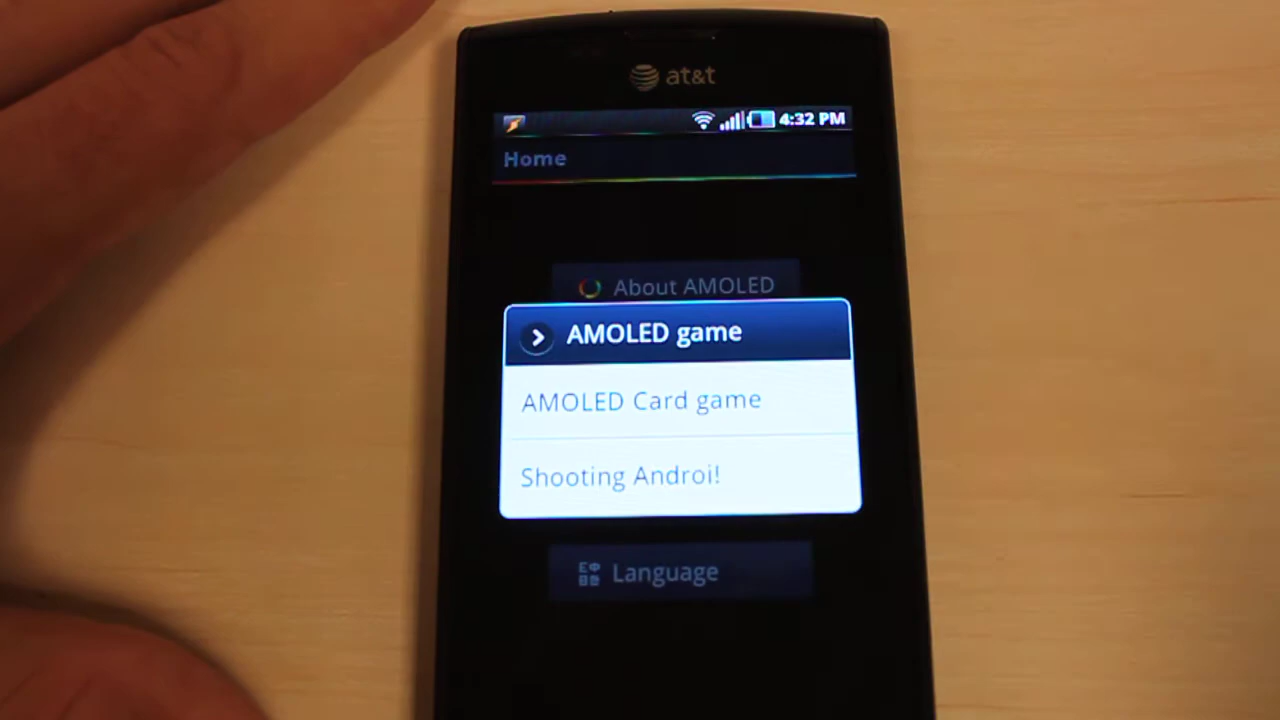 at&t
4:32 PM
Home
About AMOLED
AMOLED game
AMOLED Card game
Shooting Androi!
Language